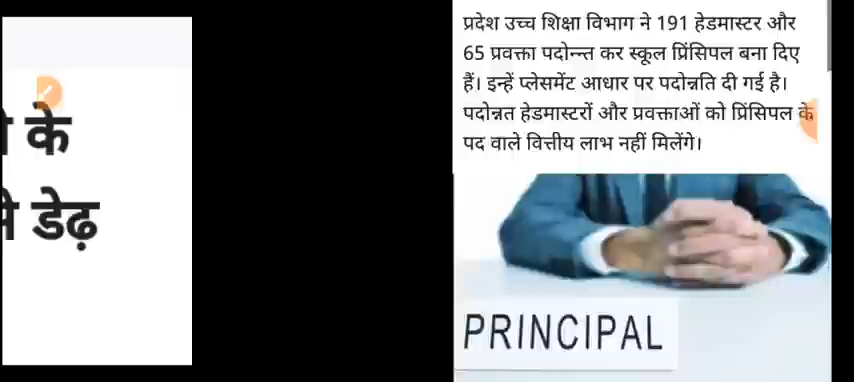 के
डेढ़
प्रदेश उच्च शिक्षा विभाग ने 191 हेडमास्टर और
65 प्रवक्ता पदोन्न्त कर स्कूल प्रिंसिपल बना दिए
हैं। इन्हें प्लेसमेंट आधार पर पदोन्नति दी गई है।
पदोन्नत हेडमास्टरों और प्रवक्ताओं को प्रिंसिपल के
पद वाले वित्तीय लाभ नहीं मिलेंगे।
PRINCIPAL